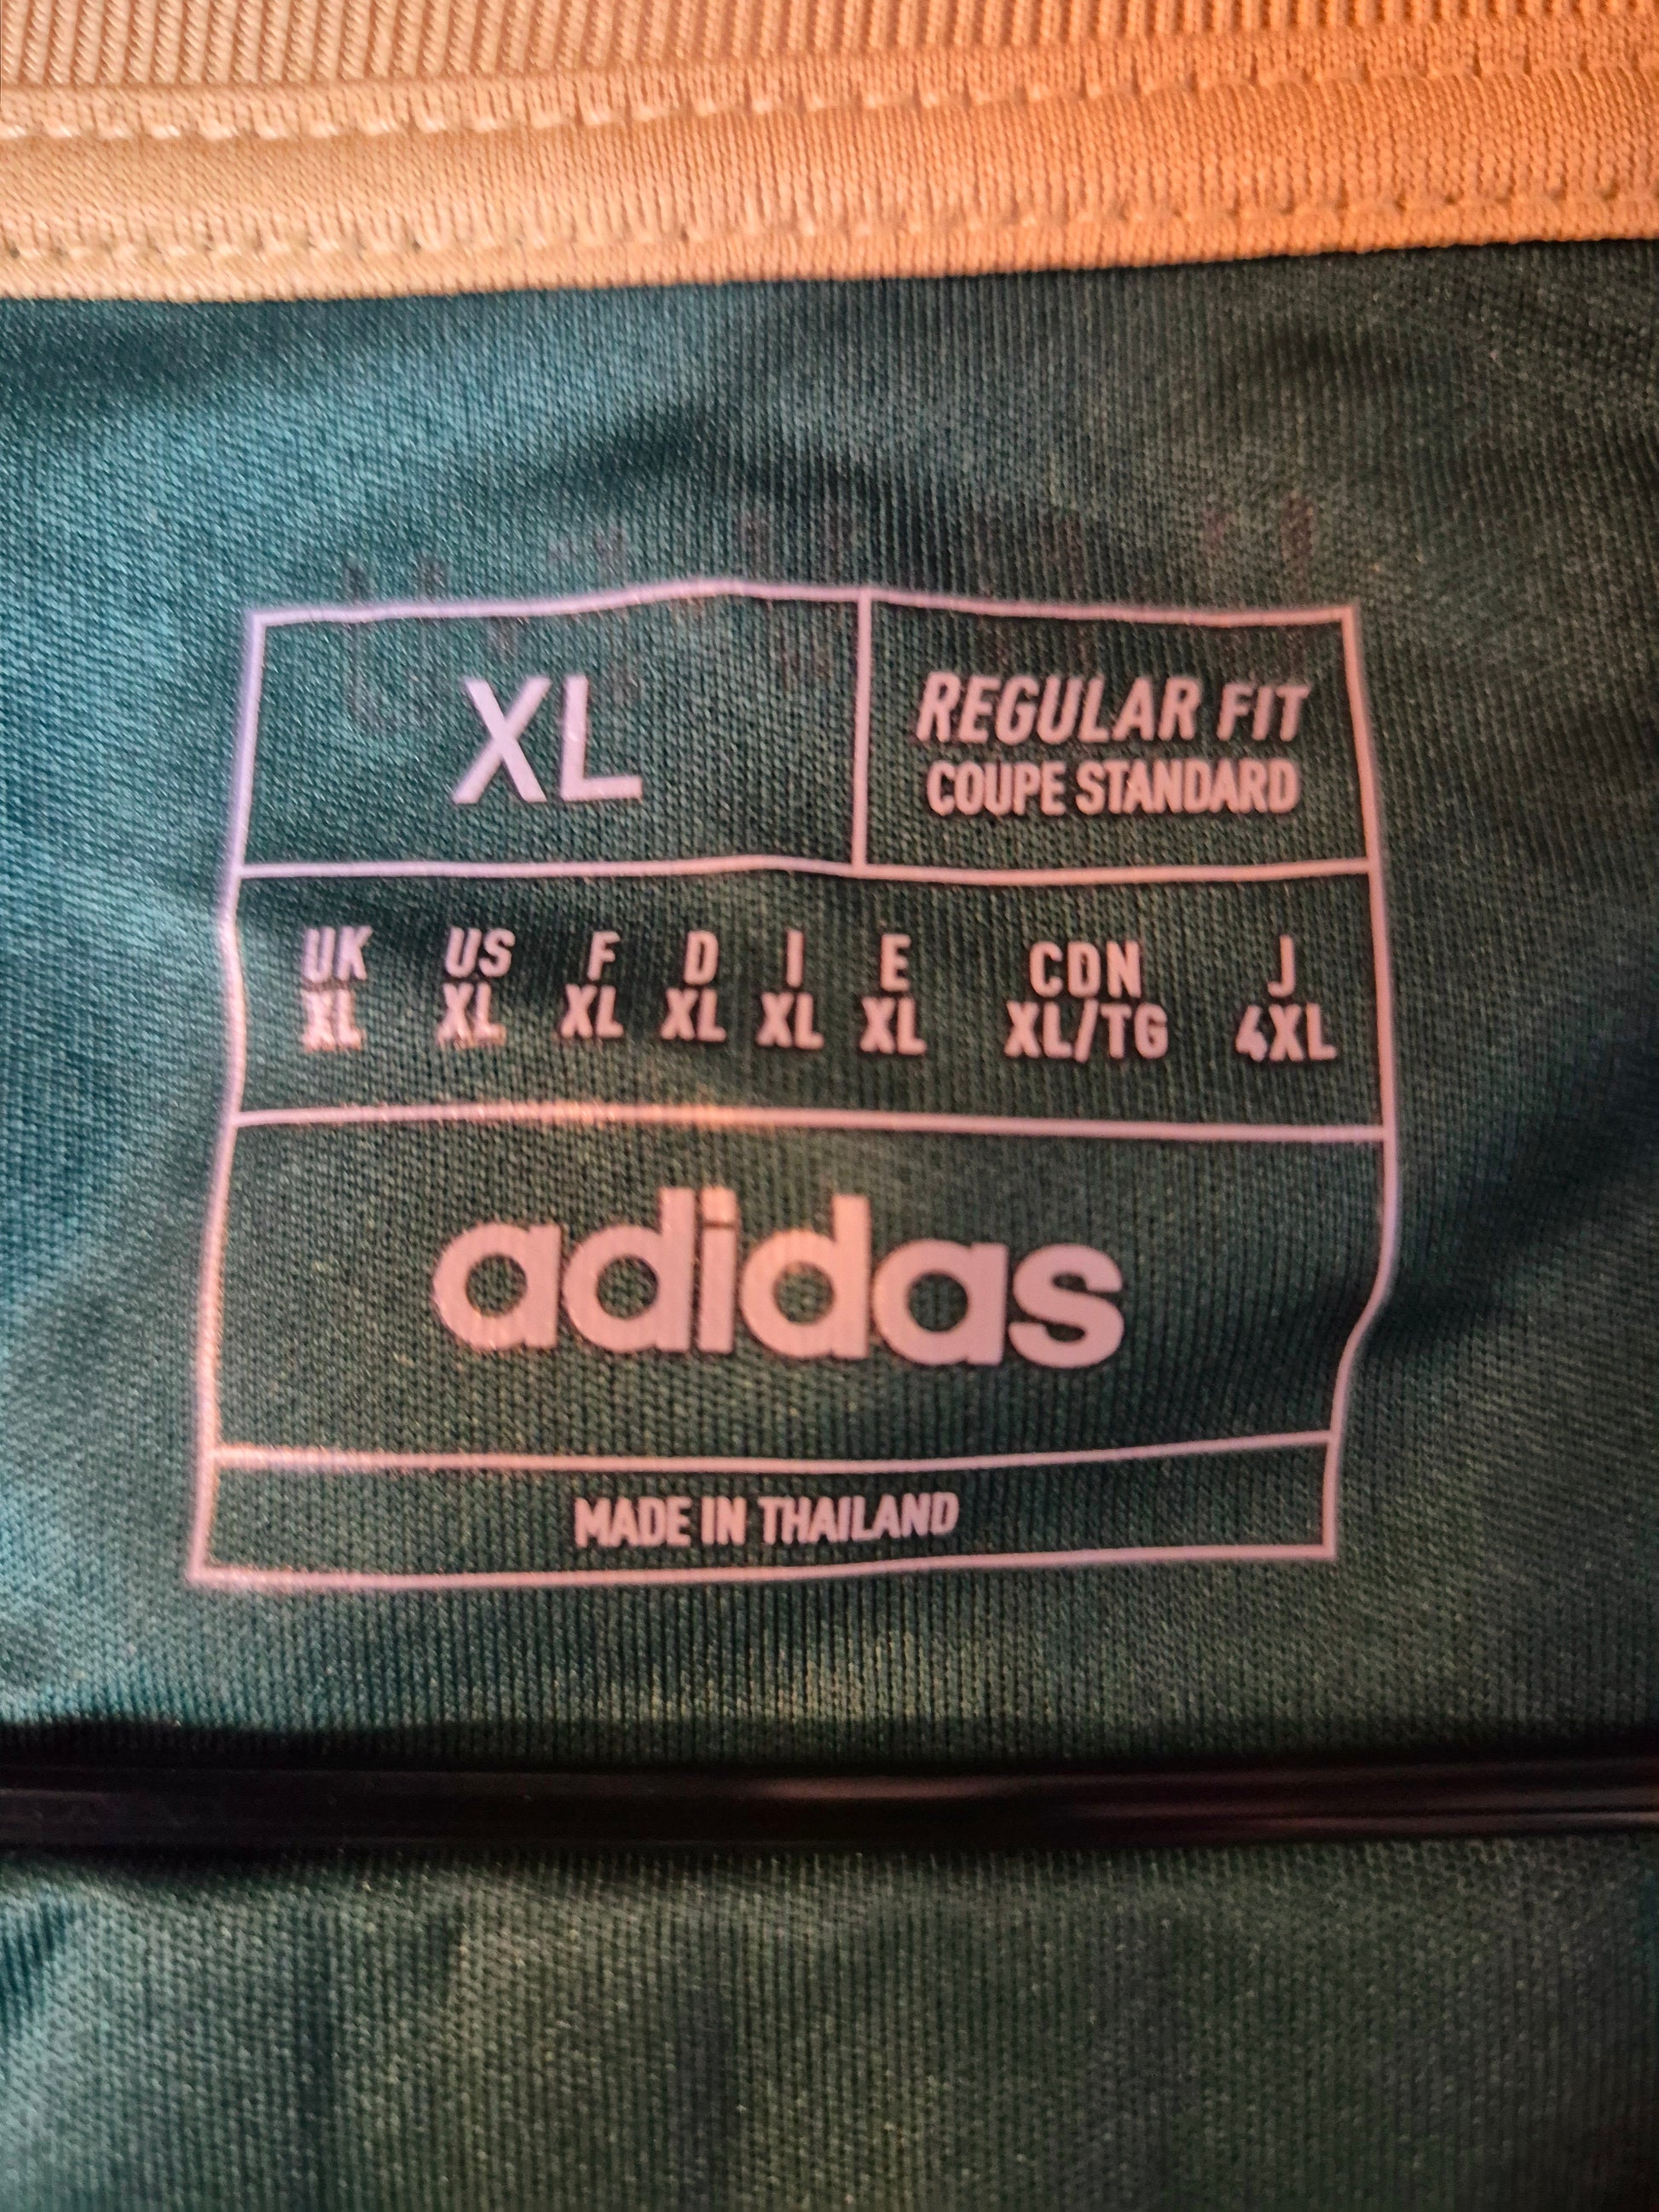 XL
REGULAR FIT
COUPE STANDARD
UK US F D I E CDN J
XL XL XL XL XL XL XL/TG 4XL
adidas
MADE IN THAILAND